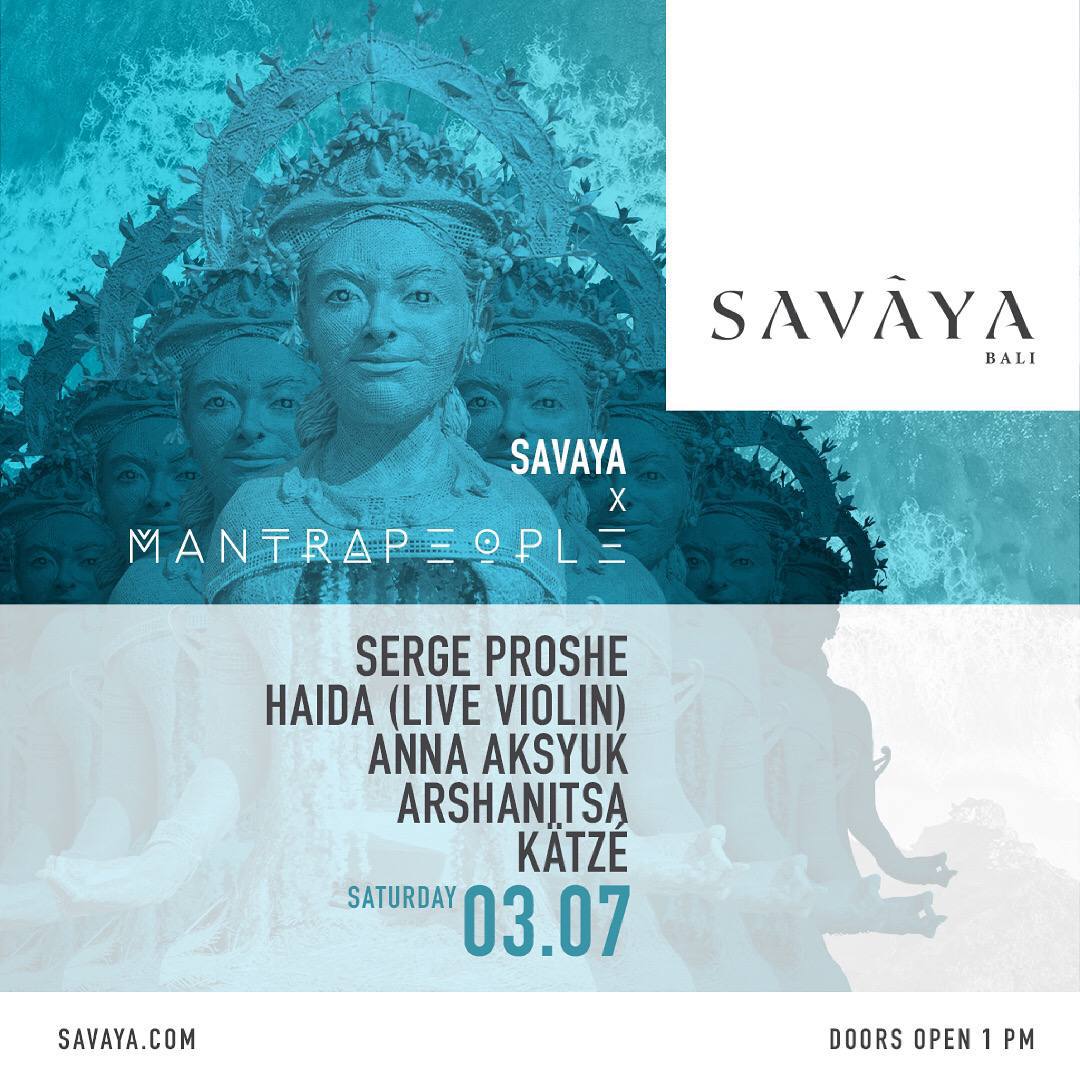 SAVÂYA
BALI
SAVAYA
X
MANTRAPEOPLE
SERGE PROSHE
HAIDA (LIVE VIOLIN)
ANNA AKSYUK
ARSHANITSA
KÄTZÉ
SATURDAY 03.07
SAVAYA.COM
DOORS OPEN 1 PM